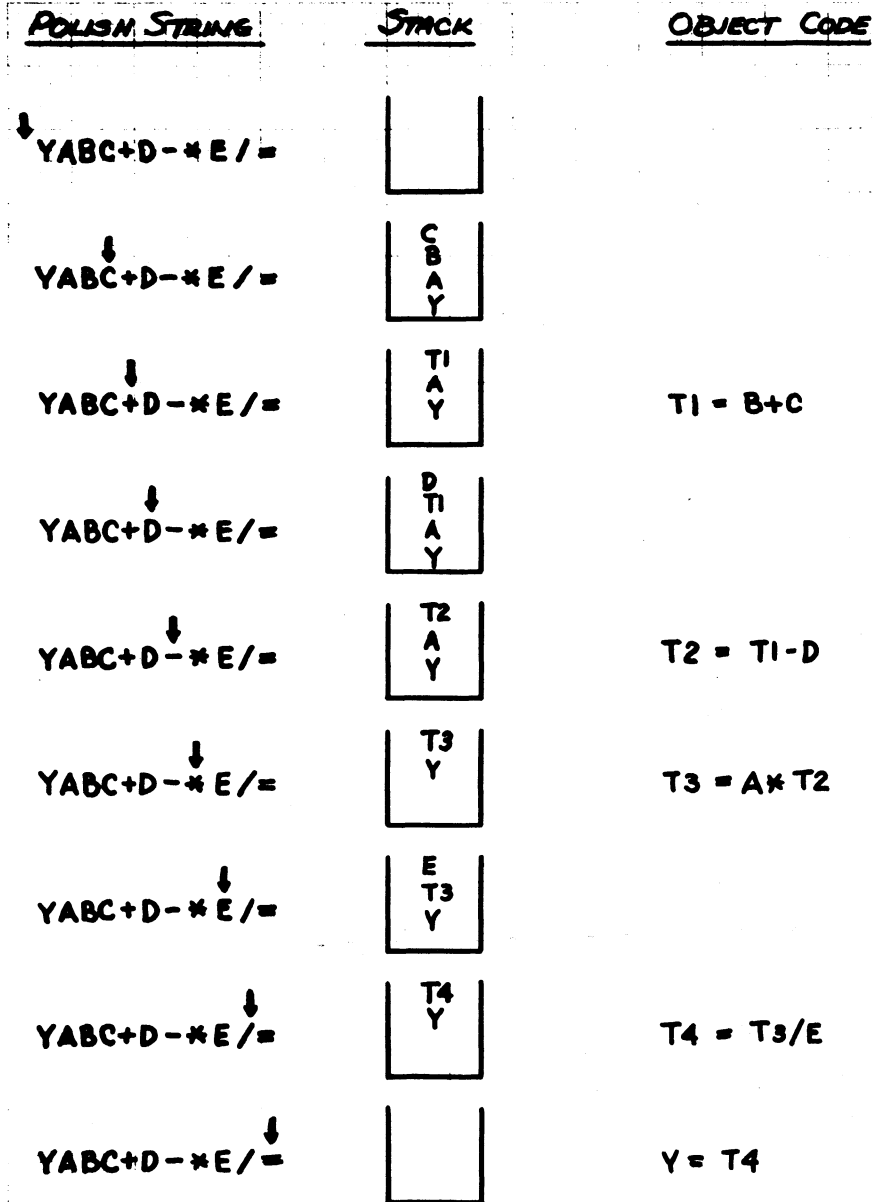 POLISH STRING STACK OBJECT CODE
YABC+D-*E/=
YABC+D-*E/=
C
B
A
Y
YABC+D-*E/=
T1
A
Y
T1 = B+C
YABC+D-*E/=
D
T1
A
Y
YABC+D-*E/=
T2
A
Y
T2 = T1-D
YABC+D-*E/=
T3
Y
T3 = A*T2
YABC+D-*E/=
E
T3
Y
YABC+D-*E/=
T4
Y
T4 = T3/E
YABC+D-*E/=
Y = T4